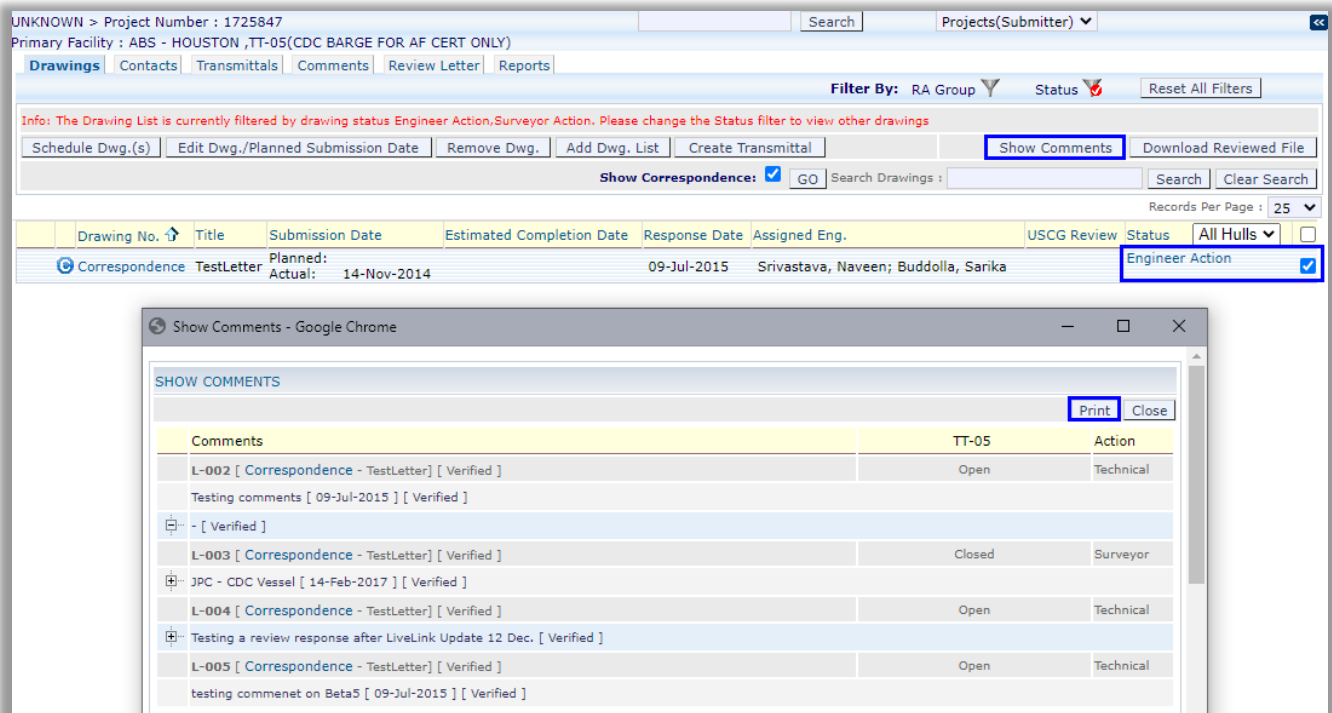 UNKNOWN > Project Number : 1725847 Search Projects(Submitter)
Primary Facility : ABS - HOUSTON ,TT-05(CDC BARGE FOR AF CERT ONLY)
Drawings Contacts Transmittals Comments Review Letter Reports
Filter By: RA Group Status Reset All Filters
Info: The Drawing List is currently filtered by drawing status Engineer Action,Surveyor Action. Please change the Status filter to view other drawings
Schedule Dwg.(s) Edit Dwg./Planned Submission Date Remove Dwg. Add Dwg. List Create Transmittal Show Comments Download Reviewed File
Show Correspondence: GO Search Drawings : Search Clear Search
Records Per Page : 25
Drawing No. Title Submission Date Estimated Completion Date Response Date Assigned Eng. USCG Review Status All Hulls
C Correspondence TestLetter Planned: 09-Jul-2015 Srivastava, Naveen; Buddolla, Sarika Engineer Action
Actual: 14-Nov-2014
Show Comments - Google Chrome
SHOW COMMENTS
Print Close
Comments TT-05 Action
L-002 [ Correspondence - TestLetter] [ Verified ] Open Technical
Testing comments [ 09-Jul-2015 ] [ Verified ]
- [ Verified ]
L-003 [ Correspondence - TestLetter] [ Verified ] Closed Surveyor
JPC - CDC Vessel [ 14-Feb-2017 ] [ Verified ]
L-004 [ Correspondence - TestLetter] [ Verified ] Open Technical
Testing a review response after LiveLink Update 12 Dec. [ Verified ]
L-005 [ Correspondence - TestLetter] [ Verified ] Open Technical
testing commenet on Beta5 [ 09-Jul-2015 ] [ Verified ]